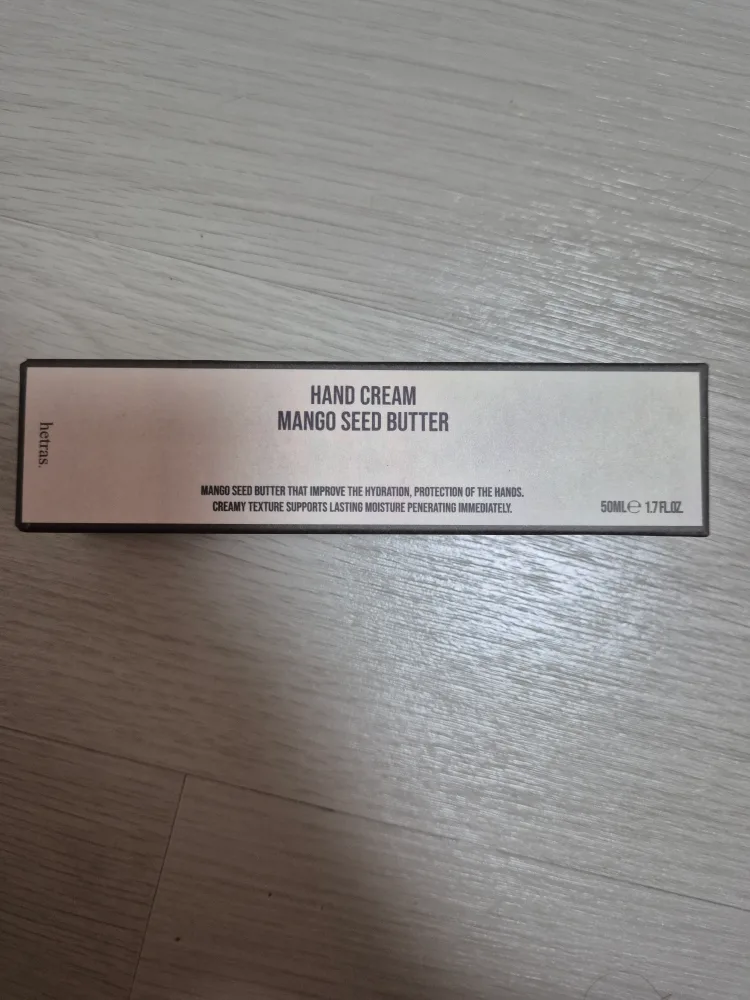 HAND CREAM
MANGO SEED BUTTER
hetras.
MANGO SEED BUTTER THAT IMPROVE THE HYDRATION, PROTECTION OF THE HANDS.
CREAMY TEXTURE SUPPORTS LASTING MOISTURE PENERATING IMMEDIATELY.
50ML℮ 1.7 FL.OZ.